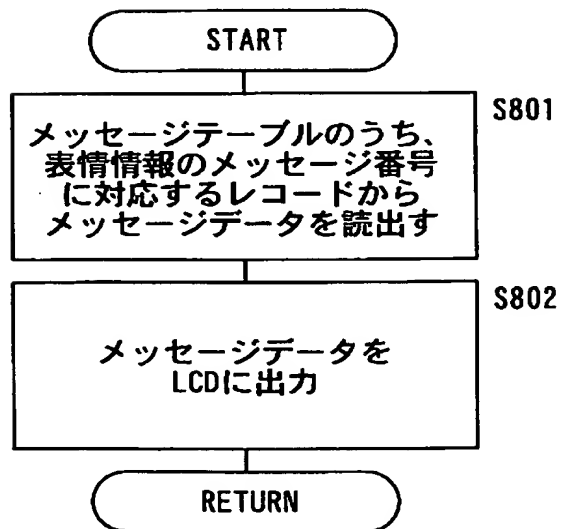 START
S801
メッセージテーブルのうち、
表情情報のメッセージ番号
に対応するレコードから
メッセージデータを読出す
S802
メッセージデータを
LCDに出力
RETURN